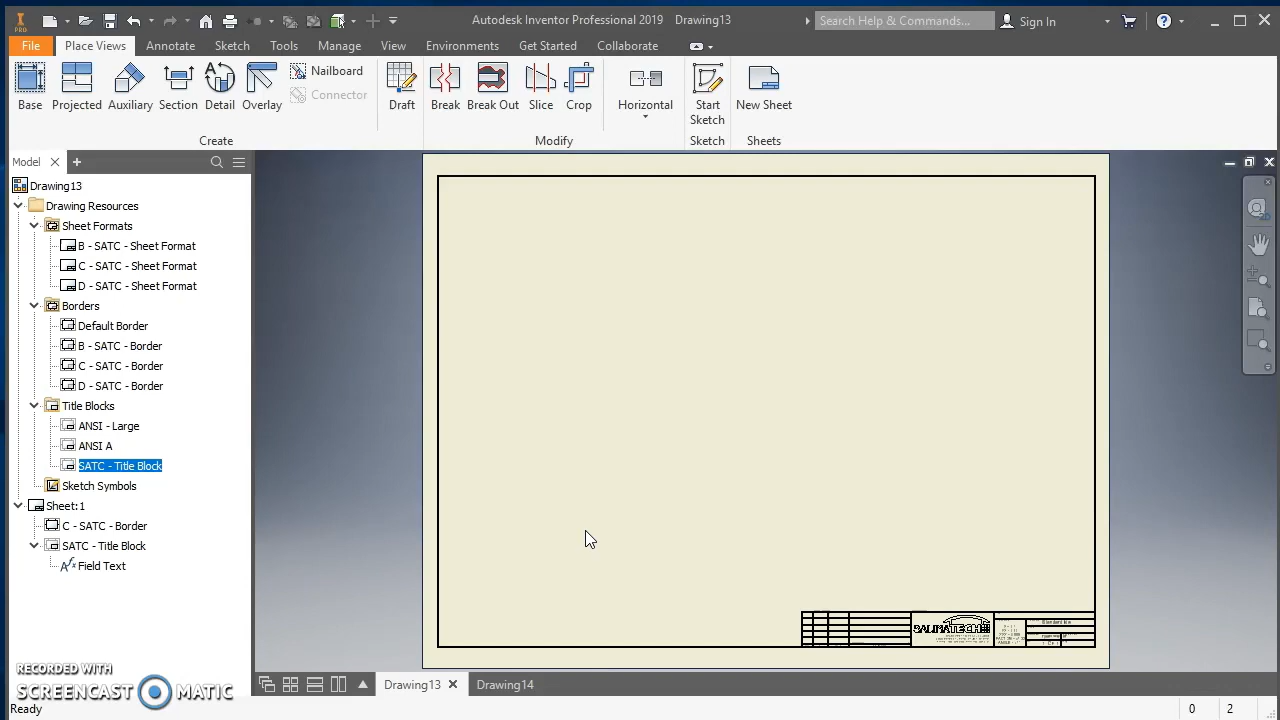 PRO
Autodesk Inventor Professional 2019 Drawing13
Search Help & Commands...
Sign In
File
Place Views
Annotate
Sketch
Tools
Manage
View
Environments
Get Started
Collaborate
Base
Projected
Auxiliary
Section
Detail
Overlay
Nailboard
Connector
Draft
Break
Break Out
Slice
Crop
Horizontal
Start
Sketch
New Sheet
Create
Modify
Sketch
Sheets
Model
Drawing13
Drawing Resources
Sheet Formats
B - SATC - Sheet Format
C - SATC - Sheet Format
D - SATC - Sheet Format
Borders
Default Border
B - SATC - Border
C - SATC - Border
D - SATC - Border
Title Blocks
ANSI - Large
ANSI A
SATC - Title Block
Sketch Symbols
Sheet:1
C - SATC - Border
SATC - Title Block
Field Text
SALINATECH
RECORDED WITH
SCREENCAST MATIC
Drawing13
Drawing14
Ready
0 2